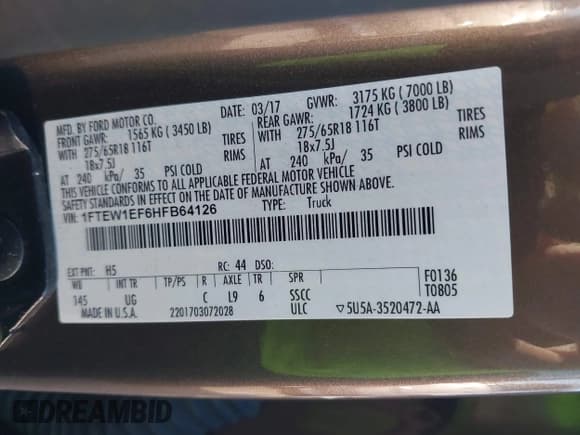 MFD. BY FORD MOTOR CO. DATE: 03/17 GVWR: 3175 KG ( 7000 LB)
FRONT GAWR: 1565 KG ( 3450 LB) REAR GAWR: 1724 KG ( 3800 LB)
WITH 275/65R18 116T TIRES WITH 275/65R18 116T TIRES
18x7.5J RIMS 18x7.5J RIMS
AT 240 kPa/ 35 PSI COLD AT 240 kPa/ 35 PSI COLD
THIS VEHICLE CONFORMS TO ALL APPLICABLE FEDERAL MOTOR VEHICLE
SAFETY STANDARDS IN EFFECT ON THE DATE OF MANUFACTURE SHOWN ABOVE.
VIN: 1FTEW1EF6HFB64126 TYPE: Truck
EXT PNT: H5 RC: 44 DSO: F0136
WB INT TR TP/PS R AXLE TR SPR T0805
145 UG C L9 6 SSCC
MADE IN U.S.A. 2201703072028 ULC ▽5U5A-3520472-AA
DREAMBID